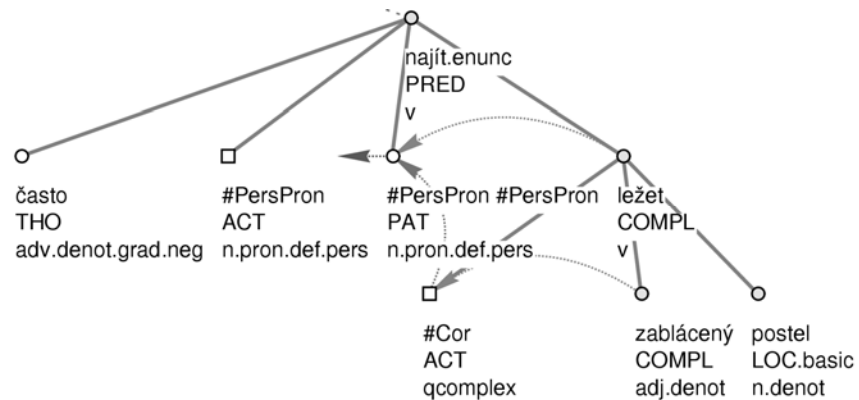 najít.enunc
PRED
v
často
THO
adv.denot.grad.neg
#PersPron
ACT
n.pron.def.pers
#PersPron #PersPron
PAT
n.pron.def.pers
ležet
COMPL
v
#Cor
ACT
qcomplex
zablácený
COMPL
adj.denot
postel
LOC.basic
n.denot